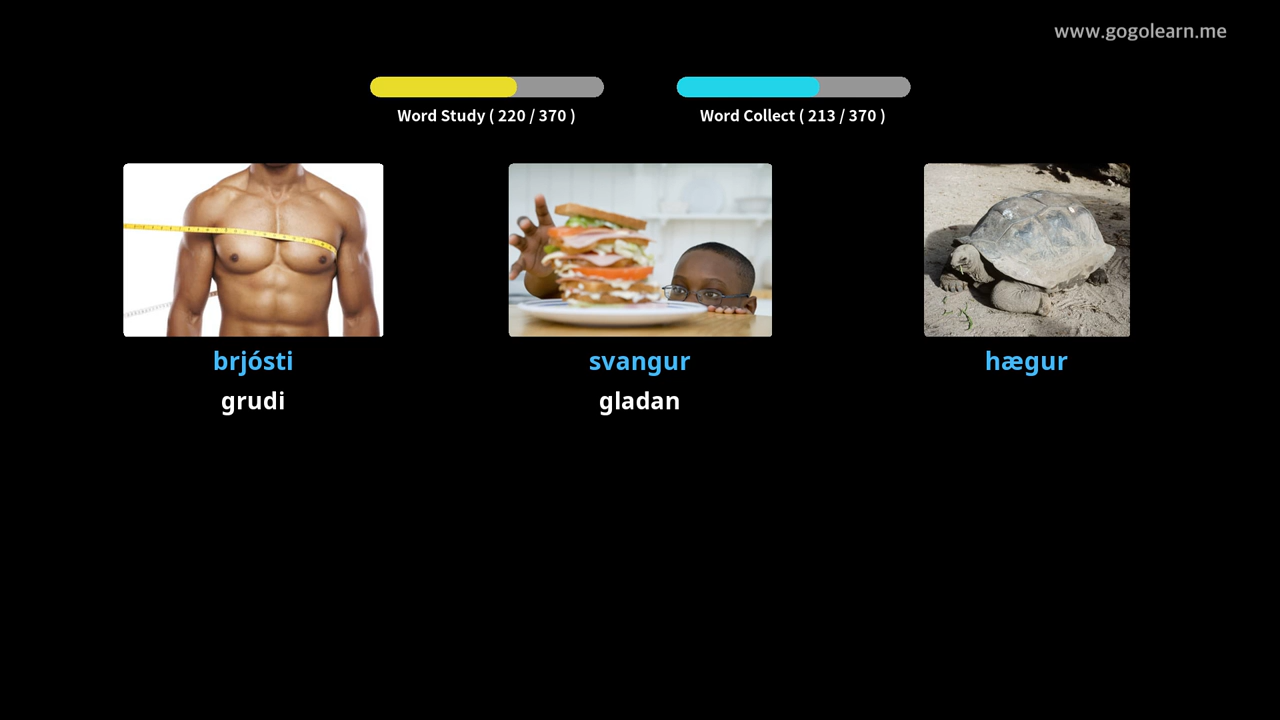 www.gogolearn.me
Word Study ( 220 / 370 )
Word Collect ( 213 / 370 )
brjósti
svangur
hægur
grudi
gladan